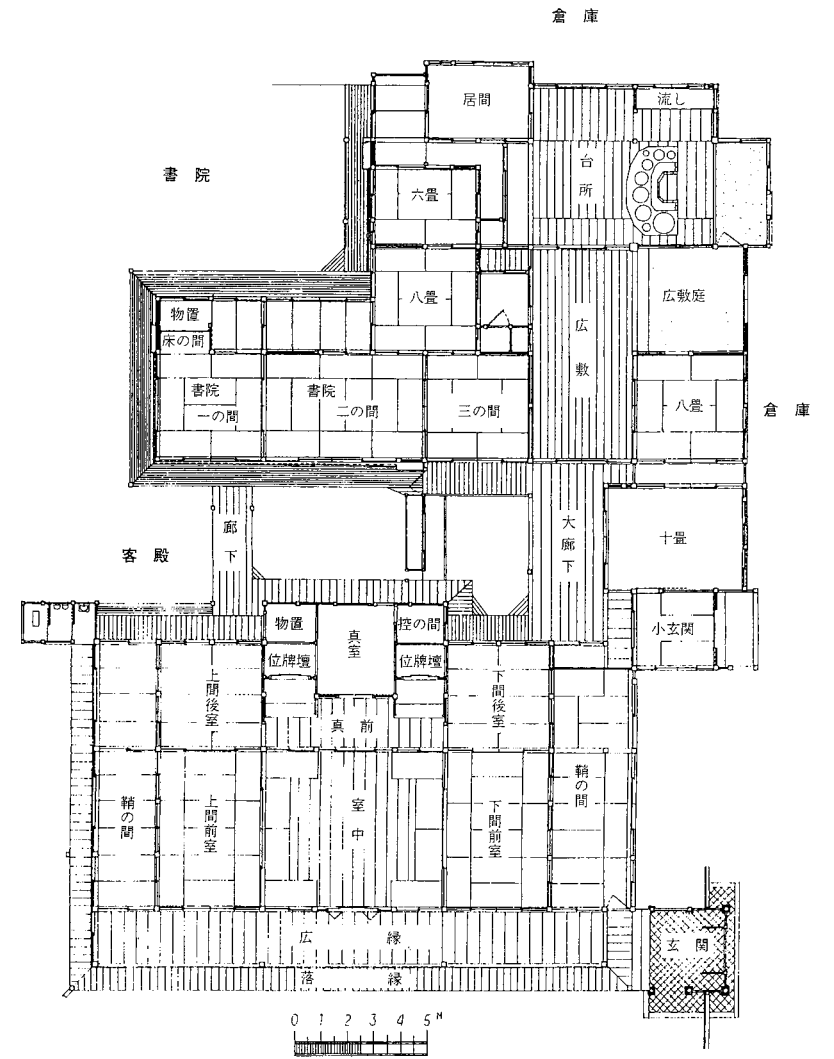 倉庫
居間
流し
台所
書院
六畳
八畳
広敷庭
物置
床の間
広敷
書院
一の間
書院
二の間
三の間
八畳
倉庫
廊下
大廊下
十畳
客殿
物置
真室
控の間
小玄関
位牌壇
位牌壇
上間後室
下間後室
真前
鞘の間
上間前室
室中
下間前室
鞘の間
広縁
玄関
落縁
0 1 2 3 4 5 M